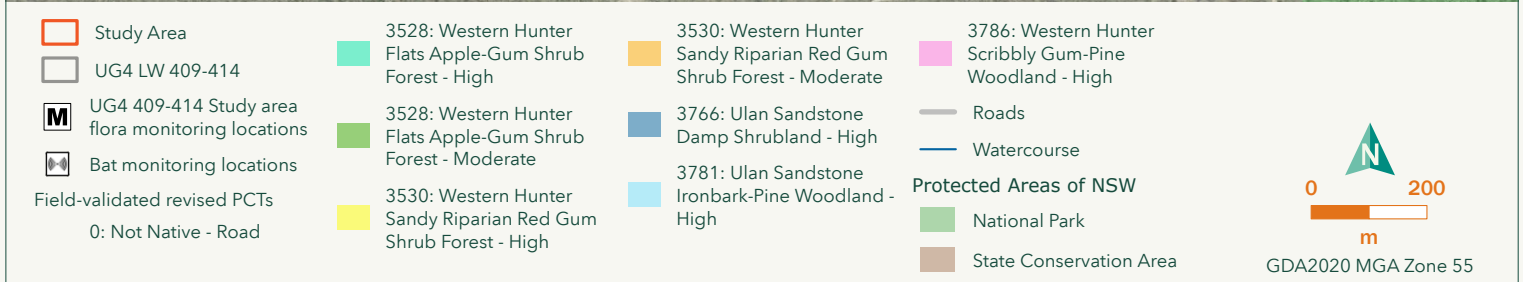 Study Area
UG4 LW 409-414
M
UG4 409-414 Study area
flora monitoring locations
Bat monitoring locations
Field-validated revised PCTs
0: Not Native - Road
3528: Western Hunter
Flats Apple-Gum Shrub
Forest - High
3528: Western Hunter
Flats Apple-Gum Shrub
Forest - Moderate
3530: Western Hunter
Sandy Riparian Red Gum
Shrub Forest - High
3530: Western Hunter
Sandy Riparian Red Gum
Shrub Forest - Moderate
3766: Ulan Sandstone
Damp Shrubland - High
3781: Ulan Sandstone
Ironbark-Pine Woodland -
High
3786: Western Hunter
Scribbly Gum-Pine
Woodland - High
Roads
Watercourse
Protected Areas of NSW
National Park
State Conservation Area
N
0 200
m
GDA2020 MGA Zone 55